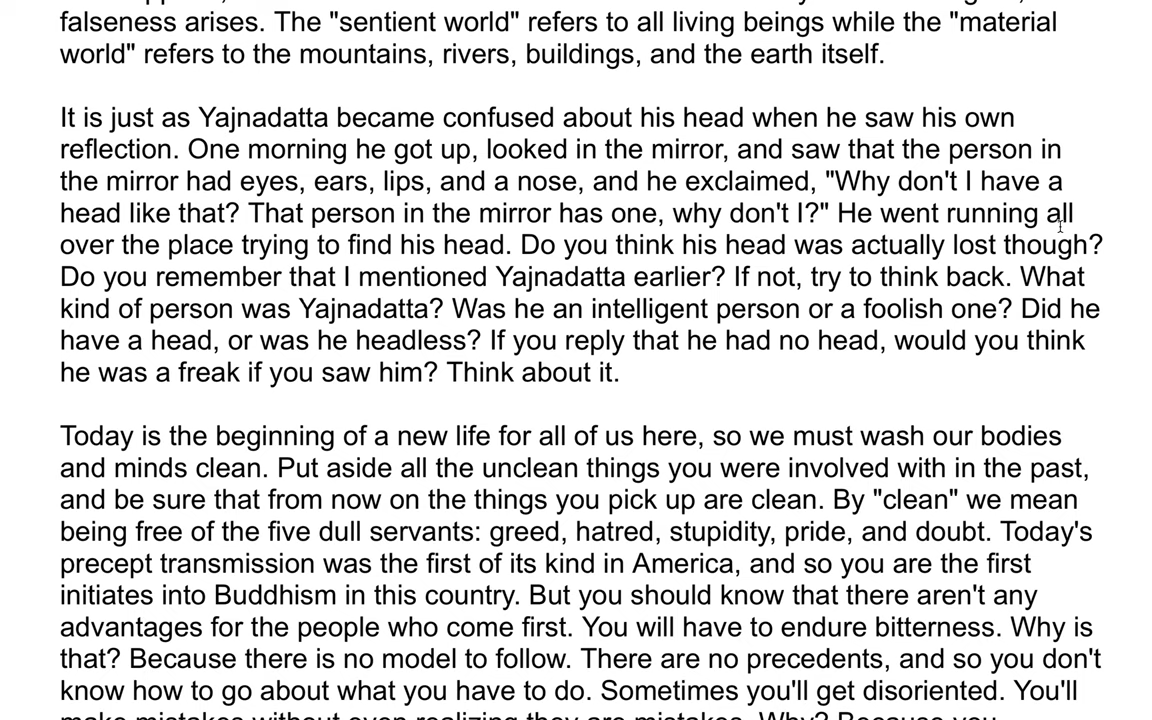 falseness arises. The "sentient world" refers to all living beings while the "material
world" refers to the mountains, rivers, buildings, and the earth itself.
It is just as Yajnadatta became confused about his head when he saw his own
reflection. One morning he got up, looked in the mirror, and saw that the person in
the mirror had eyes, ears, lips, and a nose, and he exclaimed, "Why don't I have a
head like that? That person in the mirror has one, why don't I?" He went running all
over the place trying to find his head. Do you think his head was actually lost though?
Do you remember that I mentioned Yajnadatta earlier? If not, try to think back. What
kind of person was Yajnadatta? Was he an intelligent person or a foolish one? Did he
have a head, or was he headless? If you reply that he had no head, would you think
he was a freak if you saw him? Think about it.
Today is the beginning of a new life for all of us here, so we must wash our bodies
and minds clean. Put aside all the unclean things you were involved with in the past,
and be sure that from now on the things you pick up are clean. By "clean" we mean
being free of the five dull servants: greed, hatred, stupidity, pride, and doubt. Today's
precept transmission was the first of its kind in America, and so you are the first
initiates into Buddhism in this country. But you should know that there aren't any
advantages for the people who come first. You will have to endure bitterness. Why is
that? Because there is no model to follow. There are no precedents, and so you don't
know how to go about what you have to do. Sometimes you'll get disoriented. You'll
make mistakes without even realizing they are mistakes. Why? Because you